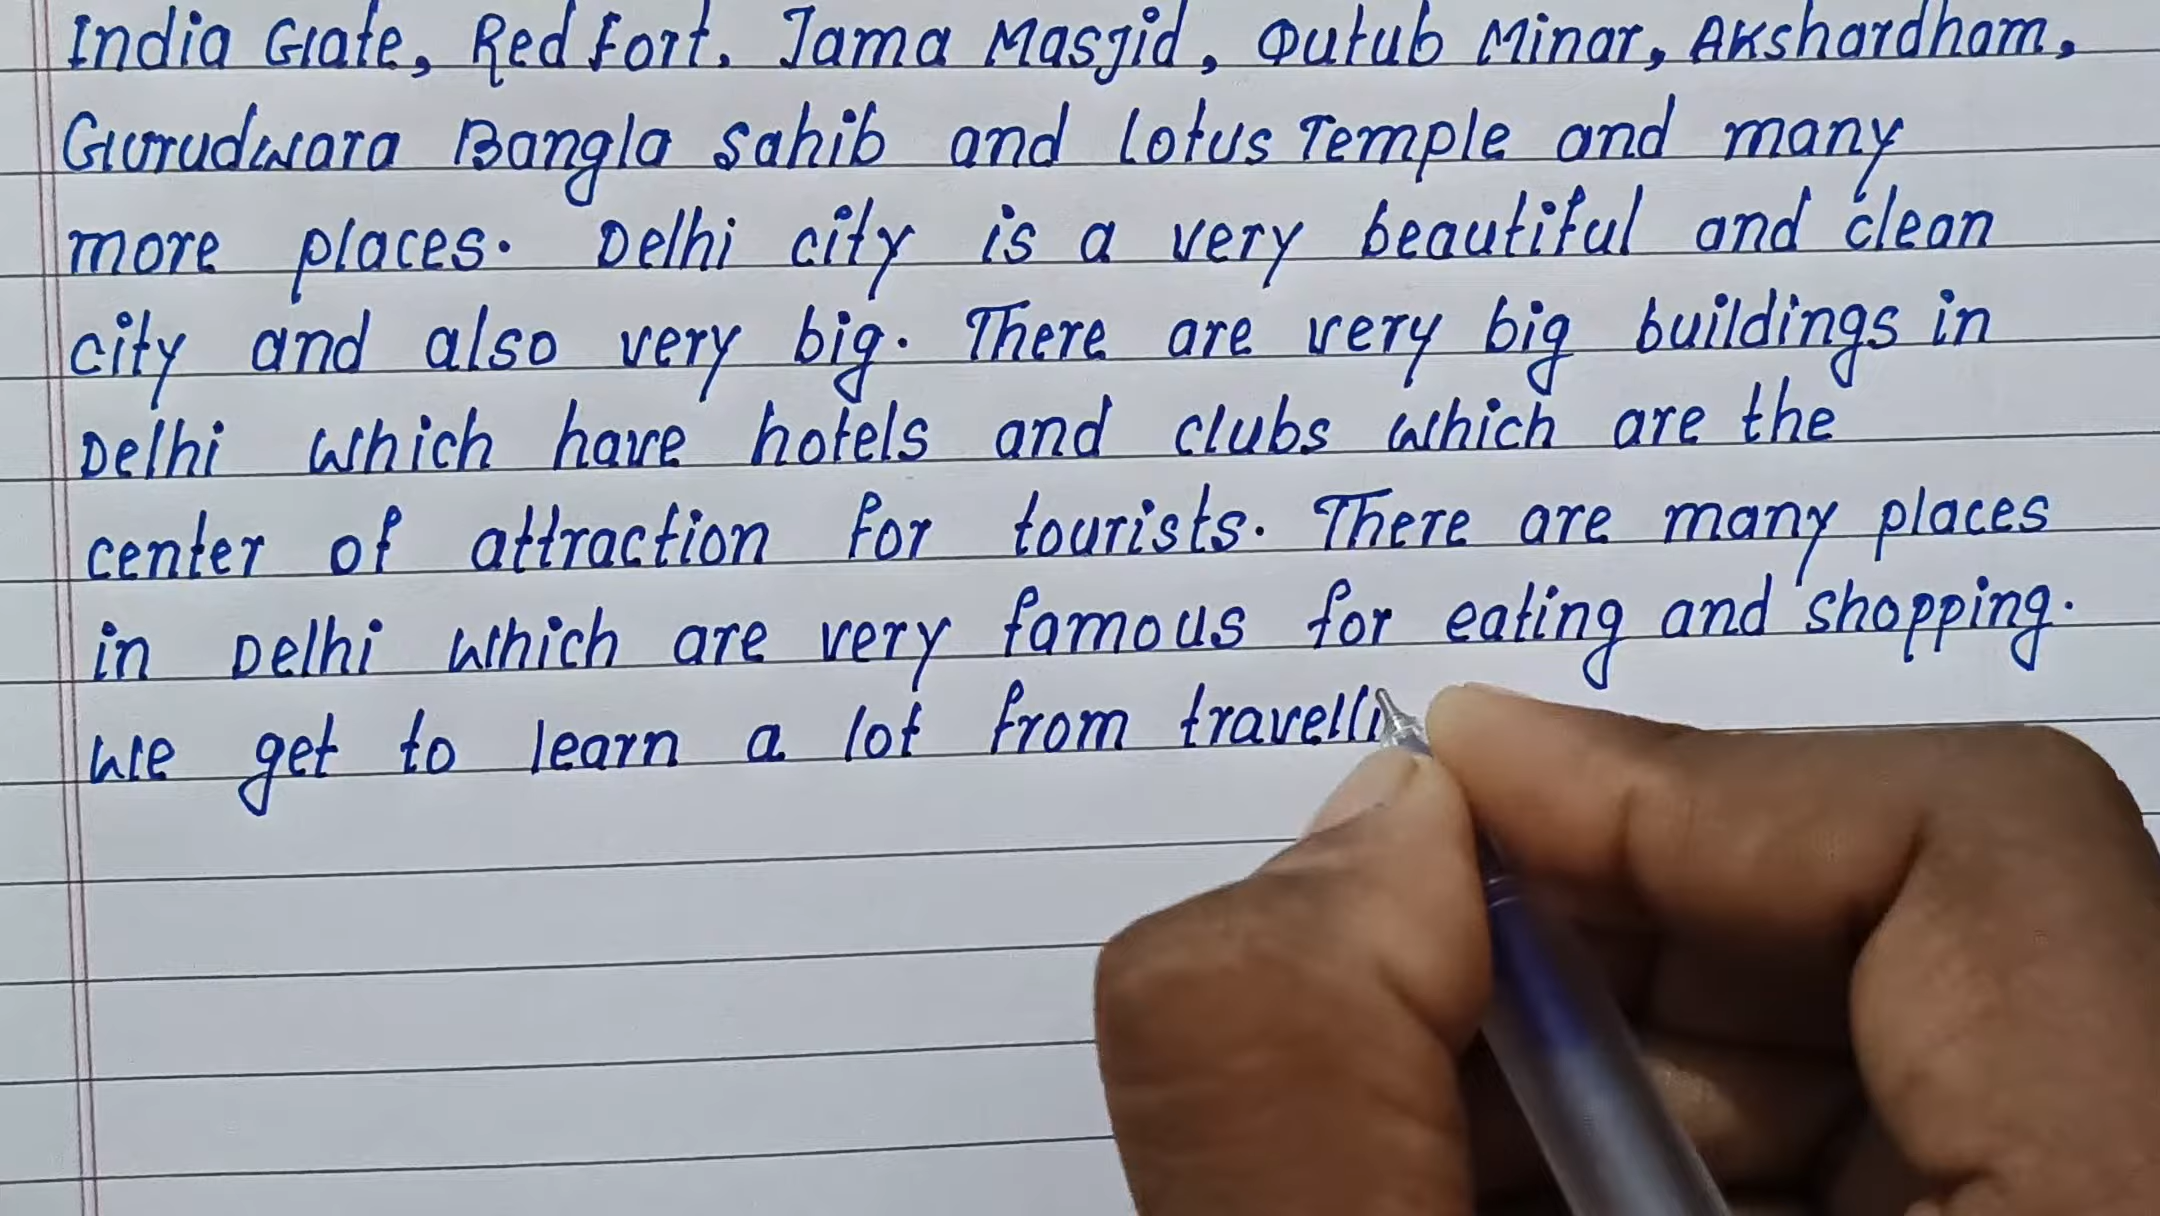 India Gate, Red Fort. Jama Masjid, Qutub Minar, Akshardham,
Gurudwara Bangla Sahib and Lotus Temple and many
more places. Delhi city is a very beautiful and clean
city and also very big. There are very big buildings in
Delhi which have hotels and clubs which are the
center of attraction for tourists. There are many places
in Delhi which are very famous for eating and shopping.
We get to learn a lot from travelli